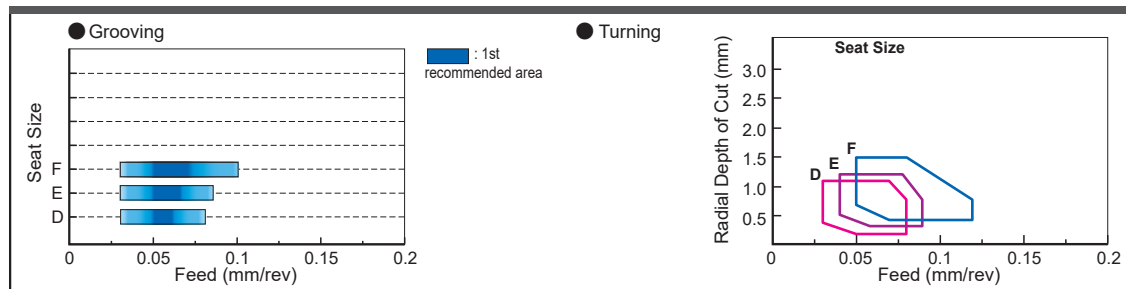 Grooving
: 1st
recommended area
Seat Size
F
E
D
0
0.05
0.1
0.15
0.2
Feed (mm/rev)
Turning
Seat Size
Radial Depth of Cut (mm)
3.0
2.5
2.0
1.5
1.0
0.5
F
E
D
0
0.05
0.1
0.15
0.2
Feed (mm/rev)